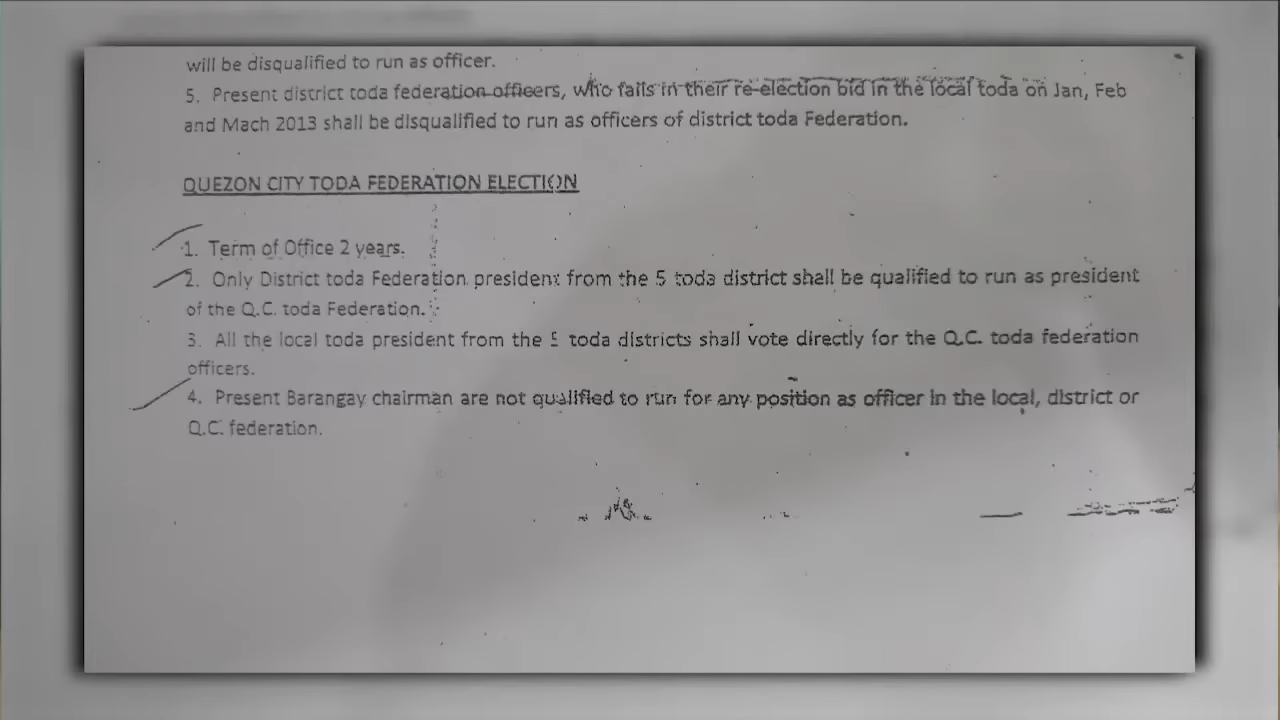 will be disqualified to run as officer.
5. Present district toda federation officers, who fails in their re-election bid in the local toda on Jan, Feb
and Mach 2013 shall be disqualified to run as officers of district toda Federation.
QUEZON CITY TODA FEDERATION ELECTION
1. Term of Office 2 years.
2. Only District toda Federation president from the 5 toda district shall be qualified to run as president
of the Q.C. toda Federation.
3. All the local toda president from the 5 toda districts shall vote directly for the Q.C. toda federation
officers.
4. Present Barangay chairman are not qualified to run for any position as officer in the local, district or
Q.C. federation.